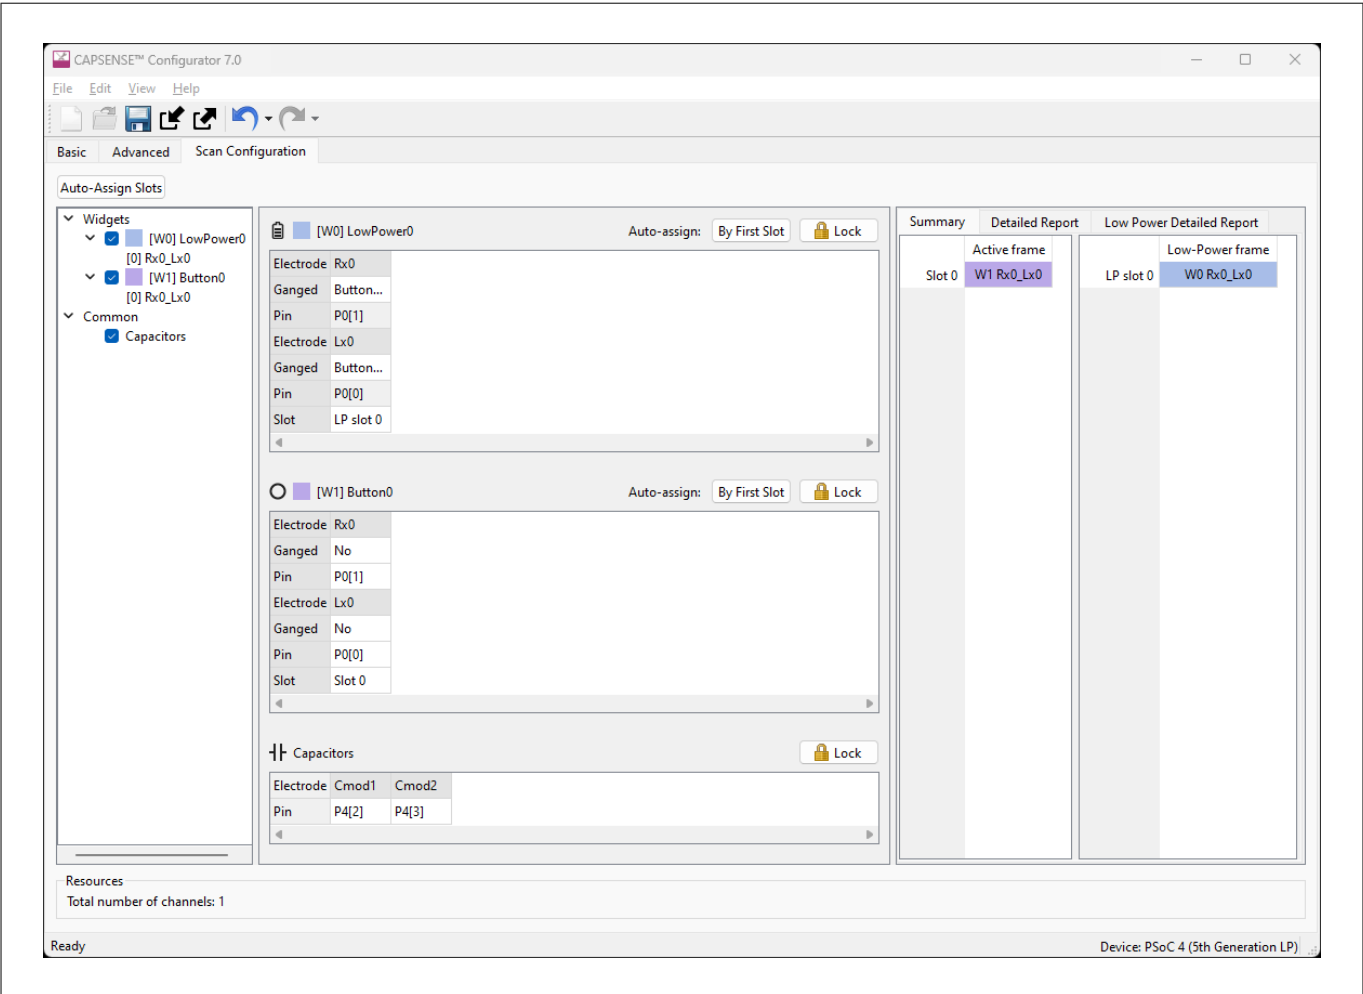 CAPSENSE™ Configurator 7.0
File Edit View Help
Basic Advanced Scan Configuration
Auto-Assign Slots
Widgets
[W0] LowPower0
[0] Rx0_Lx0
[W1] Button0
[0] Rx0_Lx0
Common
Capacitors
[W0] LowPower0 Auto-assign: By First Slot Lock
Electrode Rx0
Ganged Button...
Pin P0[1]
Electrode Lx0
Ganged Button...
Pin P0[0]
Slot LP slot 0
[W1] Button0 Auto-assign: By First Slot Lock
Electrode Rx0
Ganged No
Pin P0[1]
Electrode Lx0
Ganged No
Pin P0[0]
Slot Slot 0
Capacitors Lock
Electrode Cmod1 Cmod2
Pin P4[2] P4[3]
Summary Detailed Report Low Power Detailed Report
Active frame Low-Power frame
Slot 0 W1 Rx0_Lx0 LP slot 0 W0 Rx0_Lx0
Resources
Total number of channels: 1
Ready Device: PSoC 4 (5th Generation LP)